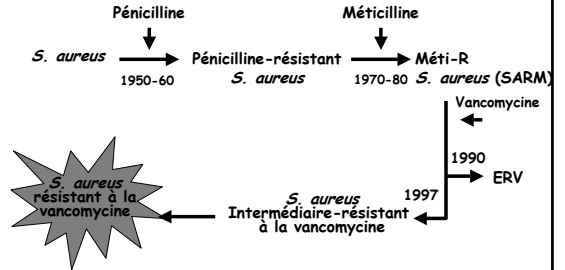 Pénicilline
Méticilline
S. aureus
Pénicilline-résistant
S. aureus
Méti-R
S. aureus (SARM)
1950-60
1970-80
Vancomycine
1990
ERV
1997
S. aureus
Intermédiaire-résistant
à la vancomycine
S. aureus
résistant à la
vancomycine